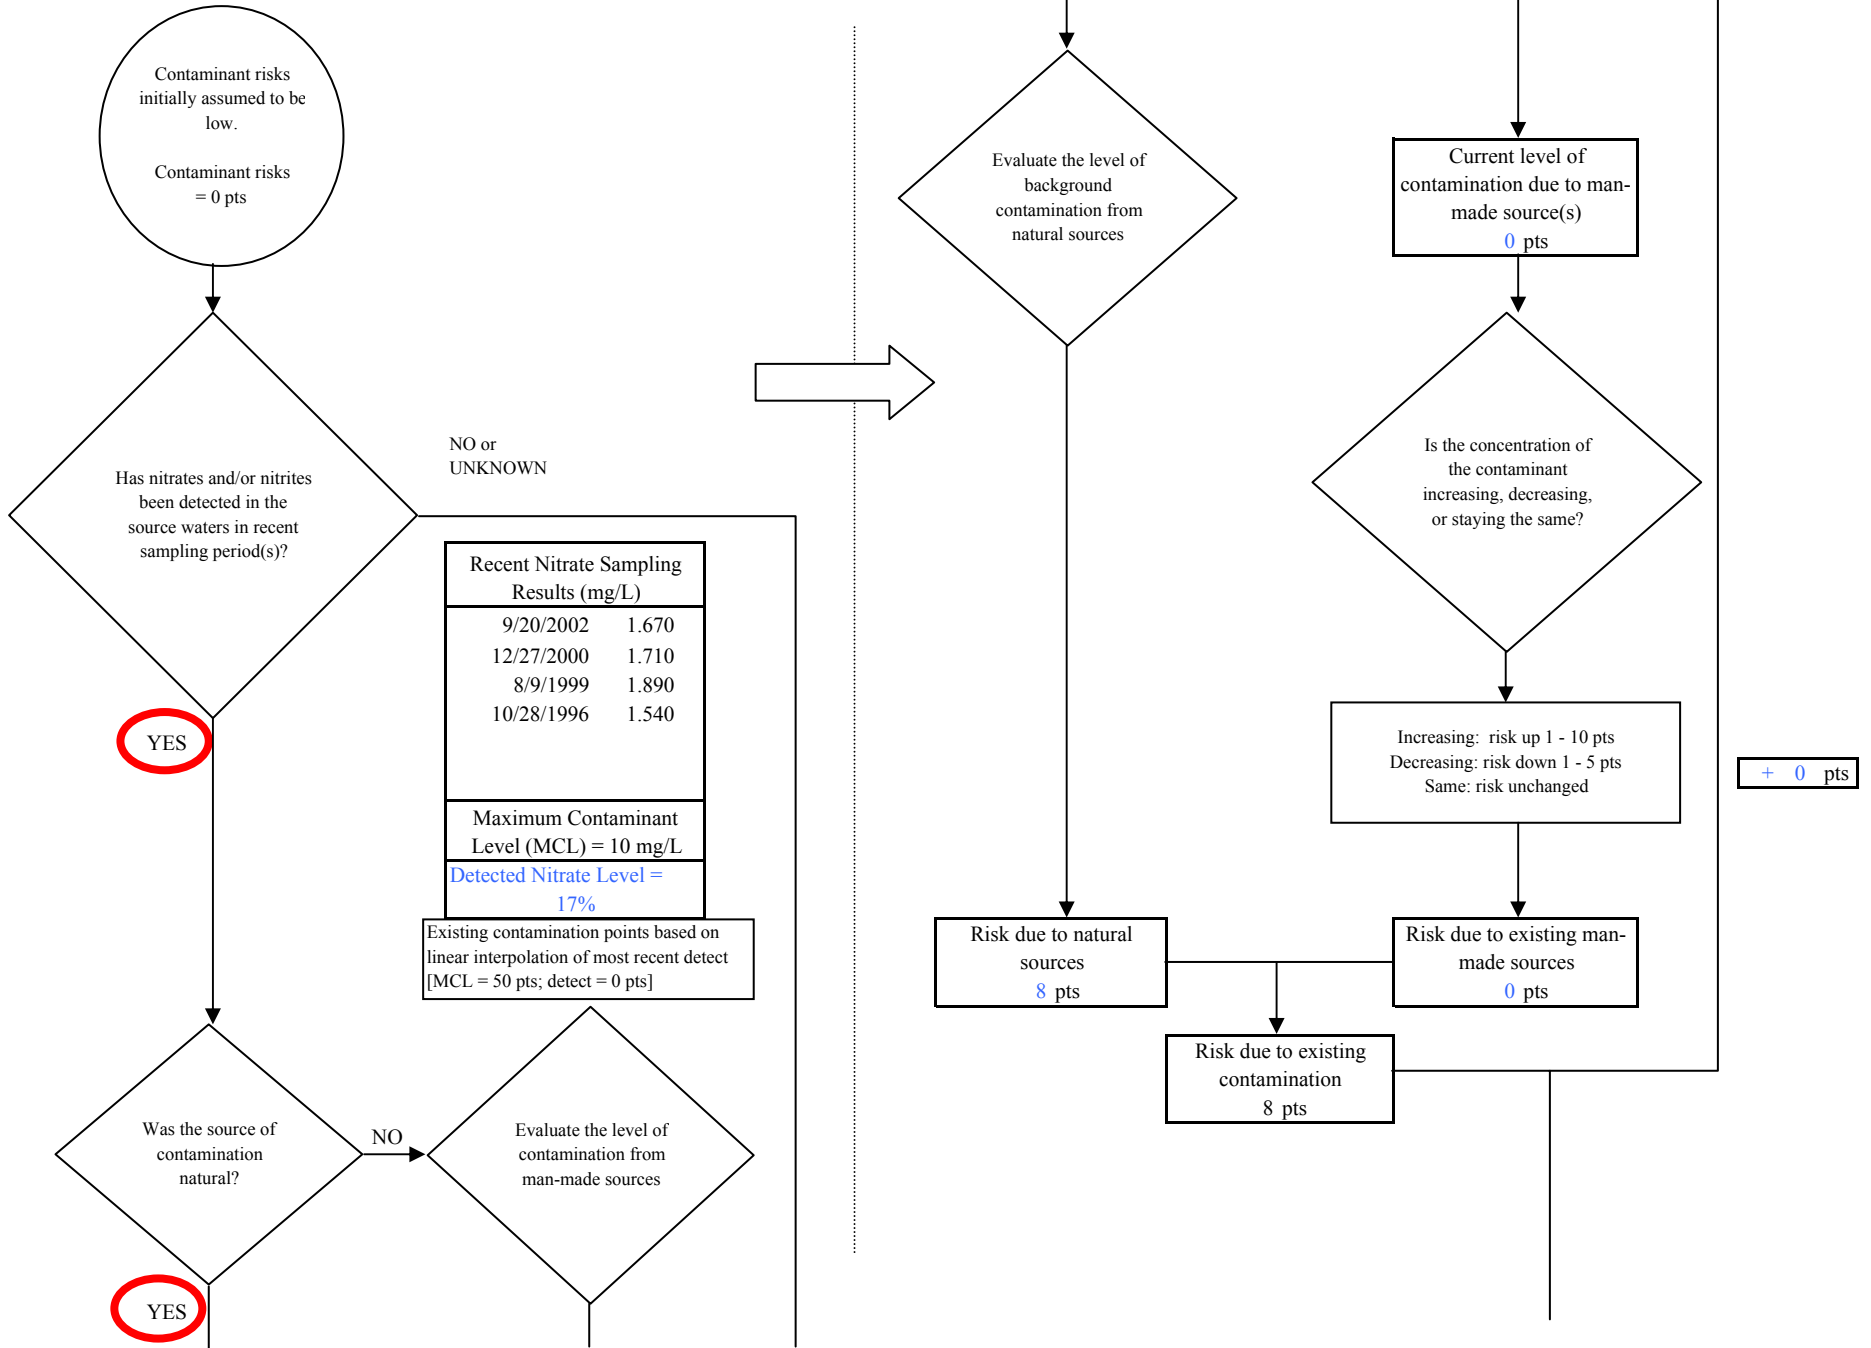 Contaminant risks
initially assumed to be
low.
Contaminant risks
= 0 pts
Has nitrates and/or nitrites
been detected in the
source waters in recent
sampling period(s)?
NO or
UNKNOWN
YES
Recent Nitrate Sampling
Results (mg/L)
9/20/2002 1.670
12/27/2000 1.710
8/9/1999 1.890
10/28/1996 1.540
Maximum Contaminant
Level (MCL) = 10 mg/L
Detected Nitrate Level =
17%
Existing contamination points based on
linear interpolation of most recent detect
[MCL = 50 pts; detect = 0 pts]
Was the source of
contamination
natural?
NO
Evaluate the level of
contamination from
man-made sources
YES
Evaluate the level of
background
contamination from
natural sources
Current level of
contamination due to man-
made source(s)
0 pts
Is the concentration of
the contaminant
increasing, decreasing,
or staying the same?
Increasing: risk up 1 - 10 pts
Decreasing: risk down 1 - 5 pts
Same: risk unchanged
+ 0 pts
Risk due to natural
sources
8 pts
Risk due to existing man-
made sources
0 pts
Risk due to existing
contamination
8 pts